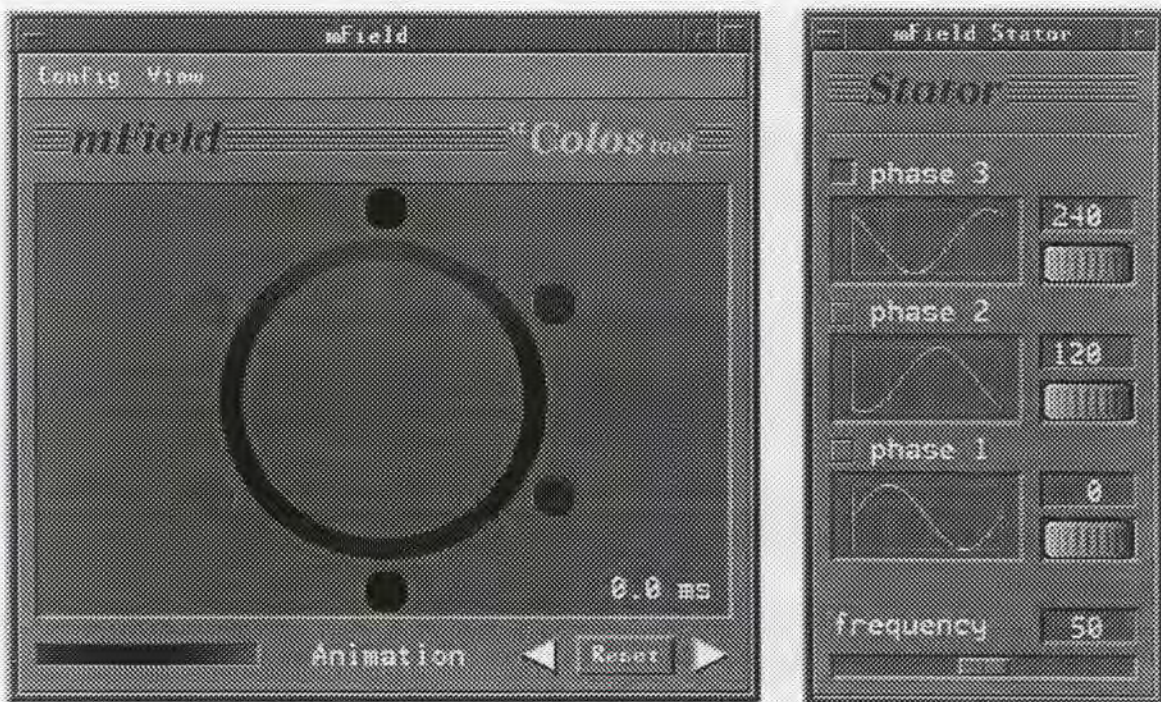 mField
Config View
mField
Colos tool
0.0 ms
Animation
Reset
mField Stator
Stator
phase 3
240
phase 2
120
phase 1
0
frequency
50